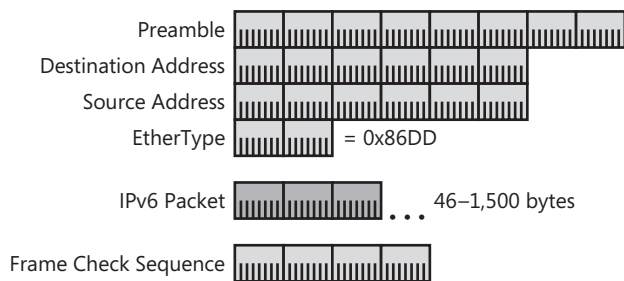 Preamble
Destination Address
Source Address
EtherType = 0x86DD
IPv6 Packet ... 46–1,500 bytes
Frame Check Sequence